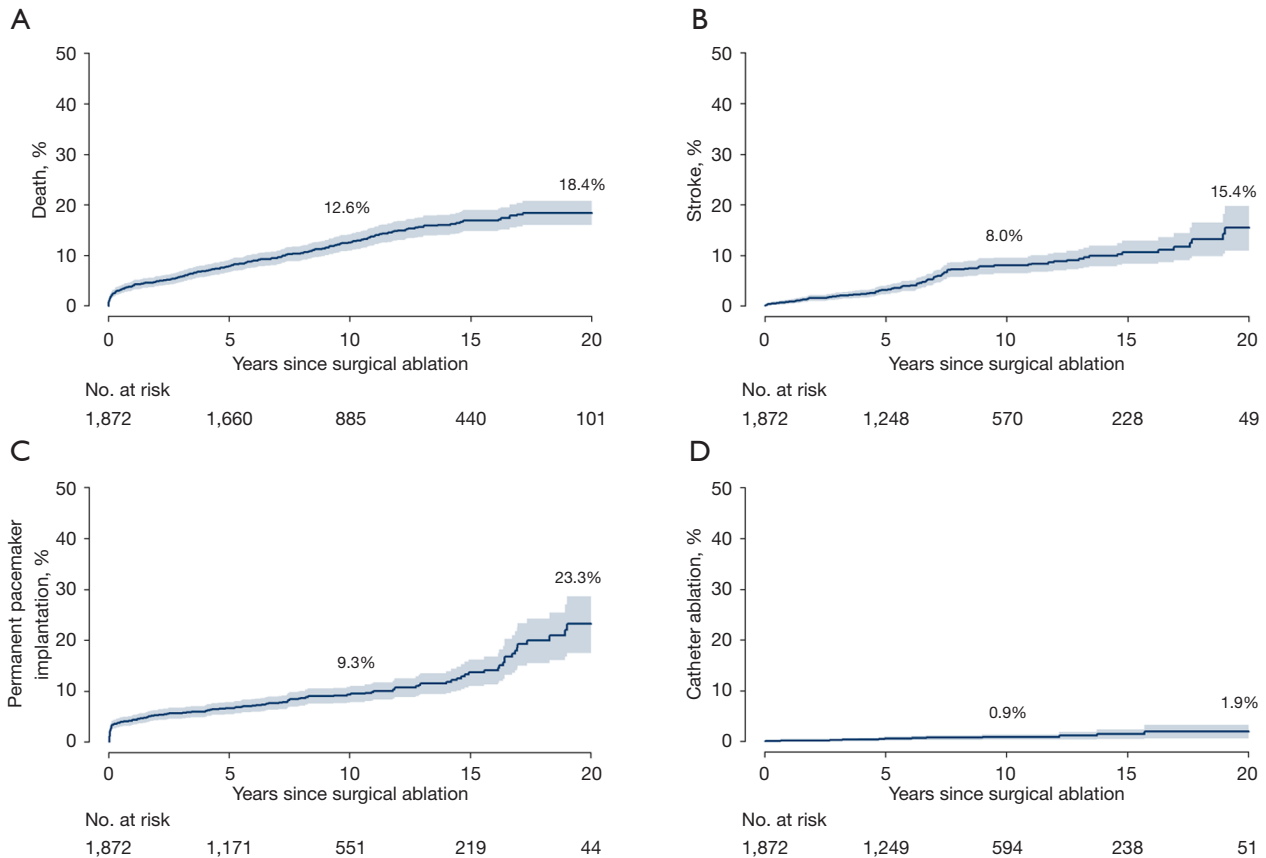 A
50
40
30
20
10
0
Death, %
12.6%
18.4%
0 5 10 15 20
Years since surgical ablation
No. at risk
1,872 1,660 885 440 101
B
50
40
30
20
10
0
Stroke, %
8.0%
15.4%
0 5 10 15 20
Years since surgical ablation
No. at risk
1,872 1,248 570 228 49
C
50
40
30
20
10
0
Permanent pacemaker
implantation, %
9.3%
23.3%
0 5 10 15 20
Years since surgical ablation
No. at risk
1,872 1,171 551 219 44
D
50
40
30
20
10
0
Catheter ablation, %
0.9%
1.9%
0 5 10 15 20
Years since surgical ablation
No. at risk
1,872 1,249 594 238 51